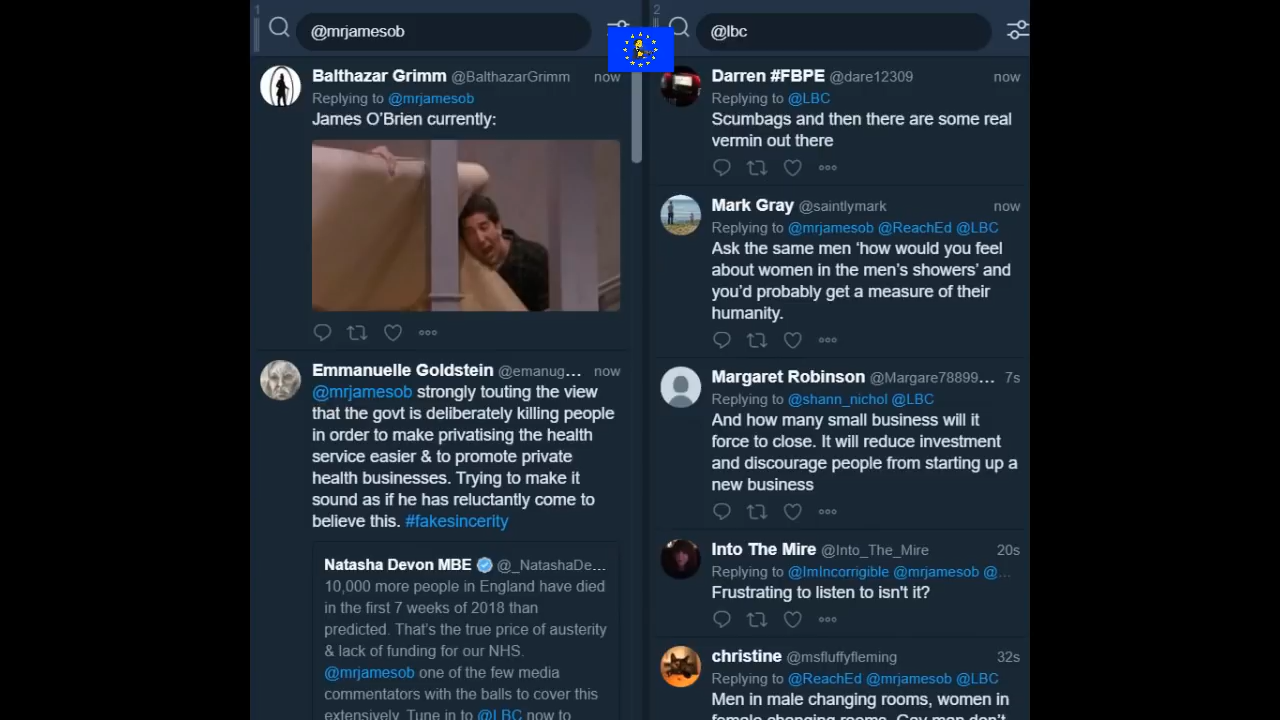 1
@mrjamesob
Balthazar Grimm @BalthazarGrimm now
Replying to @mrjamesob
James O'Brien currently:
Emmanuelle Goldstein @emanug... now
@mrjamesob strongly touting the view
that the govt is deliberately killing people
in order to make privatising the health
service easier & to promote private
health businesses. Trying to make it
sound as if he has reluctantly come to
believe this. #fakesincerity
Natasha Devon MBE @_NatashaDe...
10,000 more people in England have died
in the first 7 weeks of 2018 than
predicted. That's the true price of austerity
& lack of funding for our NHS.
@mrjamesob one of the few media
commentators with the balls to cover this
extensively. Tune in to @LBC now to
2
@lbc
Darren #FBPE @dare12309 now
Replying to @LBC
Scumbags and then there are some real
vermin out there
Mark Gray @saintlymark now
Replying to @mrjamesob @ReachEd @LBC
Ask the same men ‘how would you feel
about women in the men's showers’ and
you'd probably get a measure of their
humanity.
Margaret Robinson @Margare78899... 7s
Replying to @shann_nichol @LBC
And how many small business will it
force to close. It will reduce investment
and discourage people from starting up a
new business
Into The Mire @Into_The_Mire 20s
Replying to @ImIncorrigible @mrjamesob @...
Frustrating to listen to isn't it?
christine @msfluffyfleming 32s
Replying to @ReachEd @mrjamesob @LBC
Men in male changing rooms, women in
female changing rooms. Gay men don't